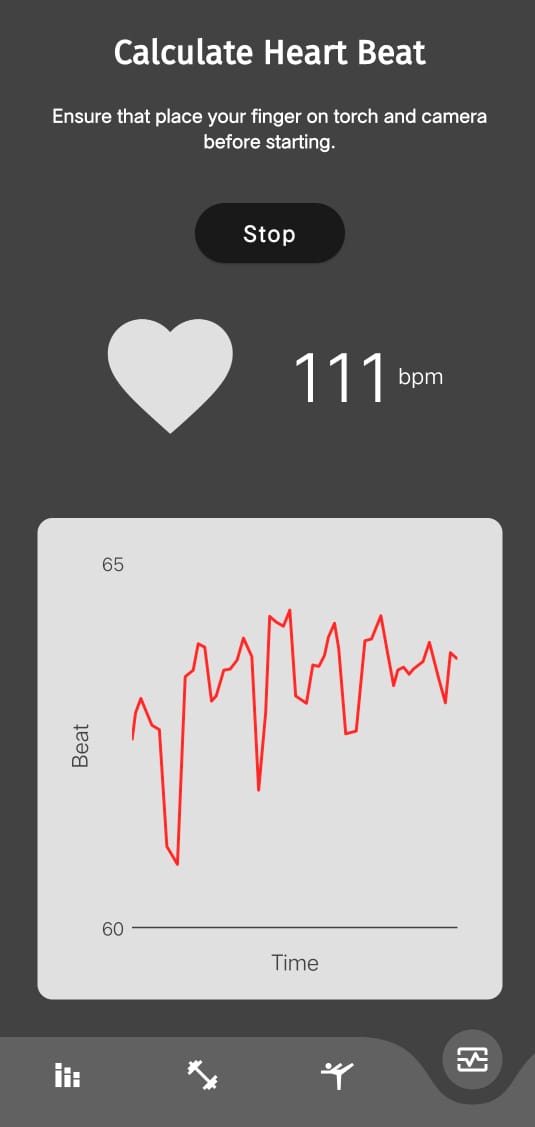 Calculate Heart Beat
Ensure that place your finger on torch and camera
before starting.
Stop
111 bpm
65
Beat
60
Time